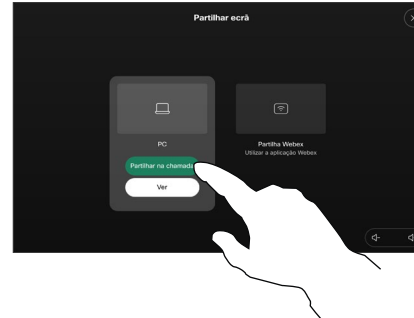 Partilhar ecrã
PC
Partilhar na chamada
Ver
Partilha Webex
Utilizar a aplicação Webex